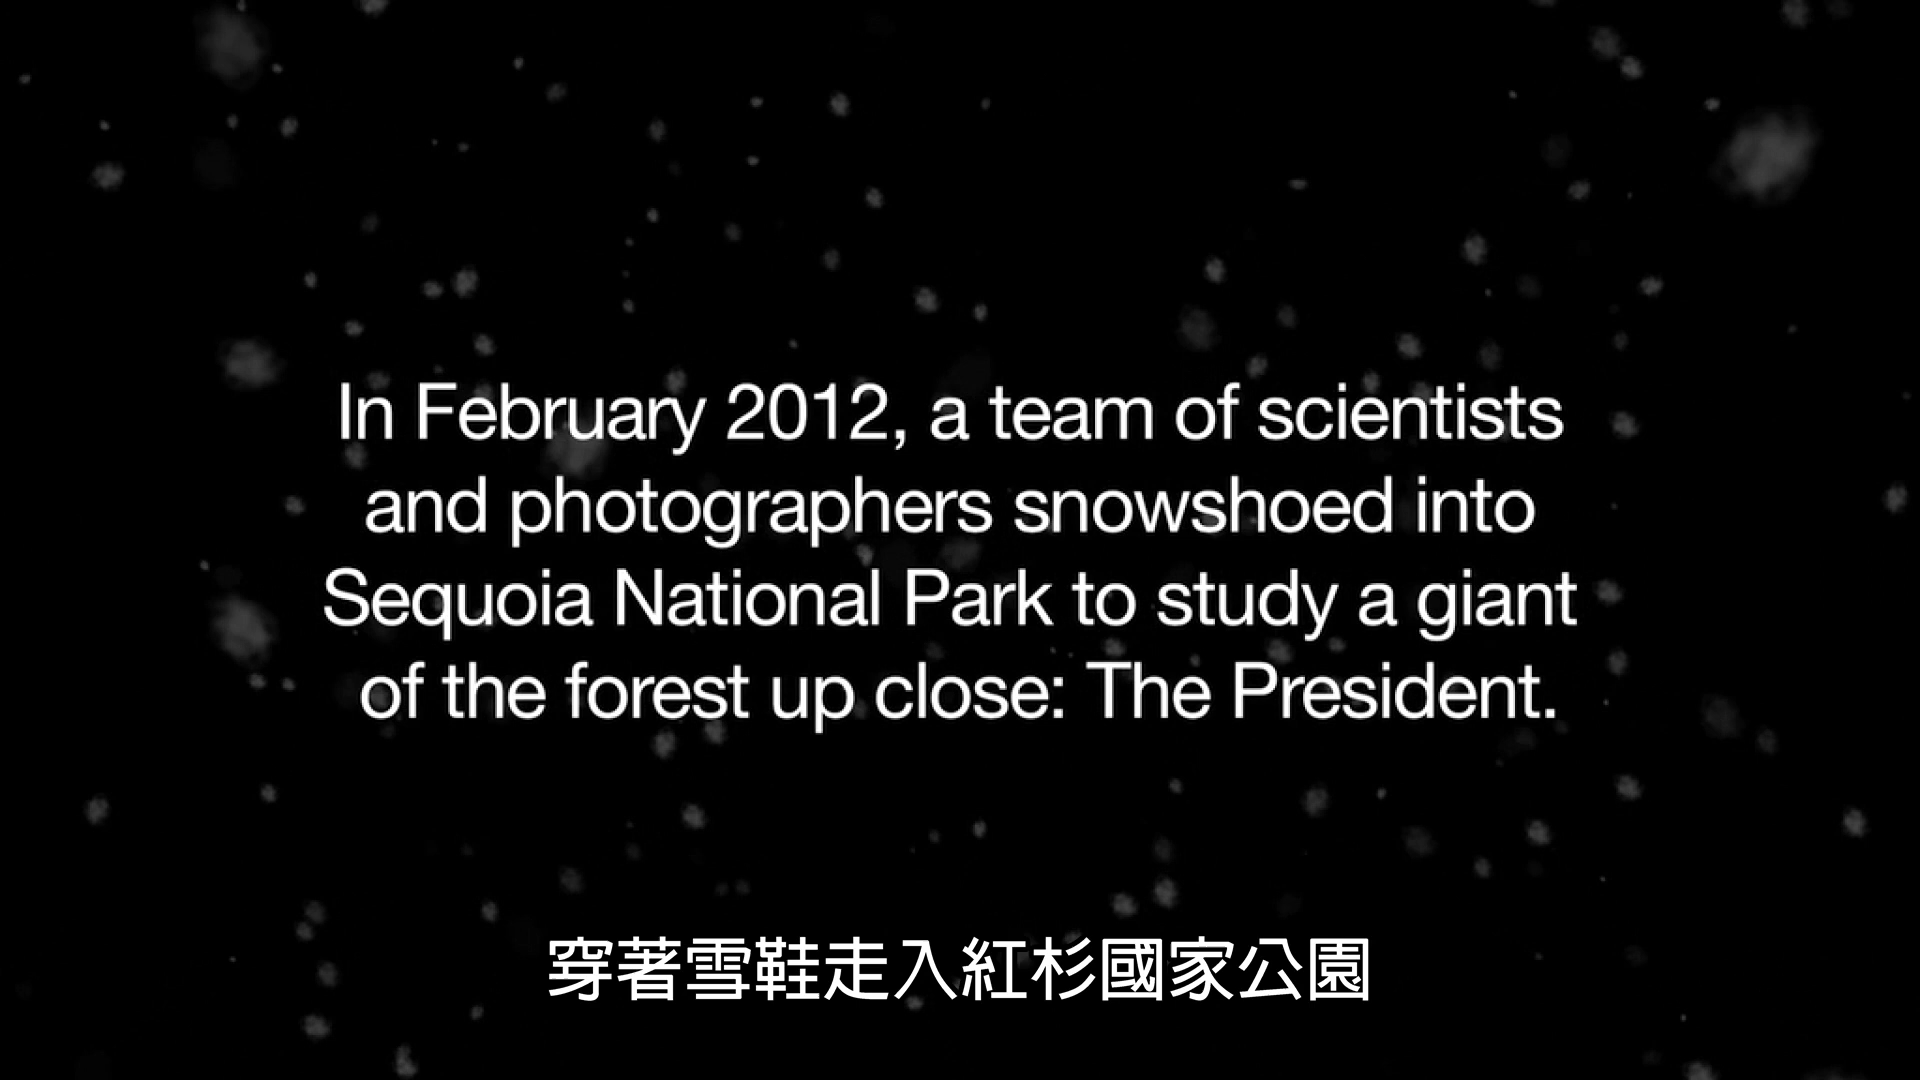 In February 2012, a team of scientists
and photographers snowshoed into
Sequoia National Park to study a giant
of the forest up close: The President.
穿著雪鞋走入紅杉國家公園